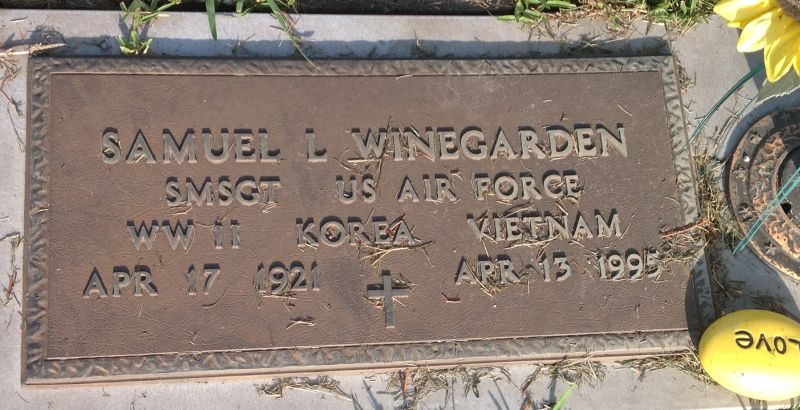 SAMUEL L WINEGARDEN
SMSGT US AIR FORCE
WW II KOREA VIETNAM
APR 17 1921 APR 13 1995
LOVE